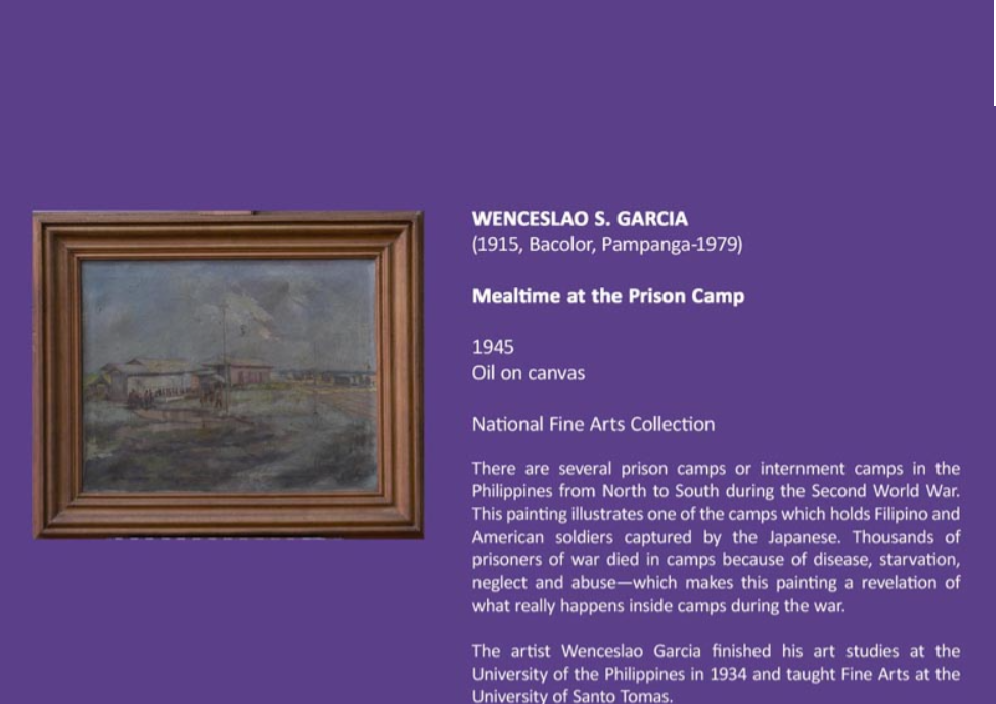 WENCESLAO S. GARCIA
(1915, Bacolor, Pampanga-1979)
Mealtime at the Prison Camp
1945
Oil on canvas
National Fine Arts Collection
There are several prison camps or internment camps in the
Philippines from North to South during the Second World War.
This painting illustrates one of the camps which holds Filipino and
American soldiers captured by the Japanese. Thousands of
prisoners of war died in camps because of disease, starvation,
neglect and abuse—which makes this painting a revelation of
what really happens inside camps during the war.
The artist Wenceslao Garcia finished his art studies at the
University of the Philippines in 1934 and taught Fine Arts at the
University of Santo Tomas.